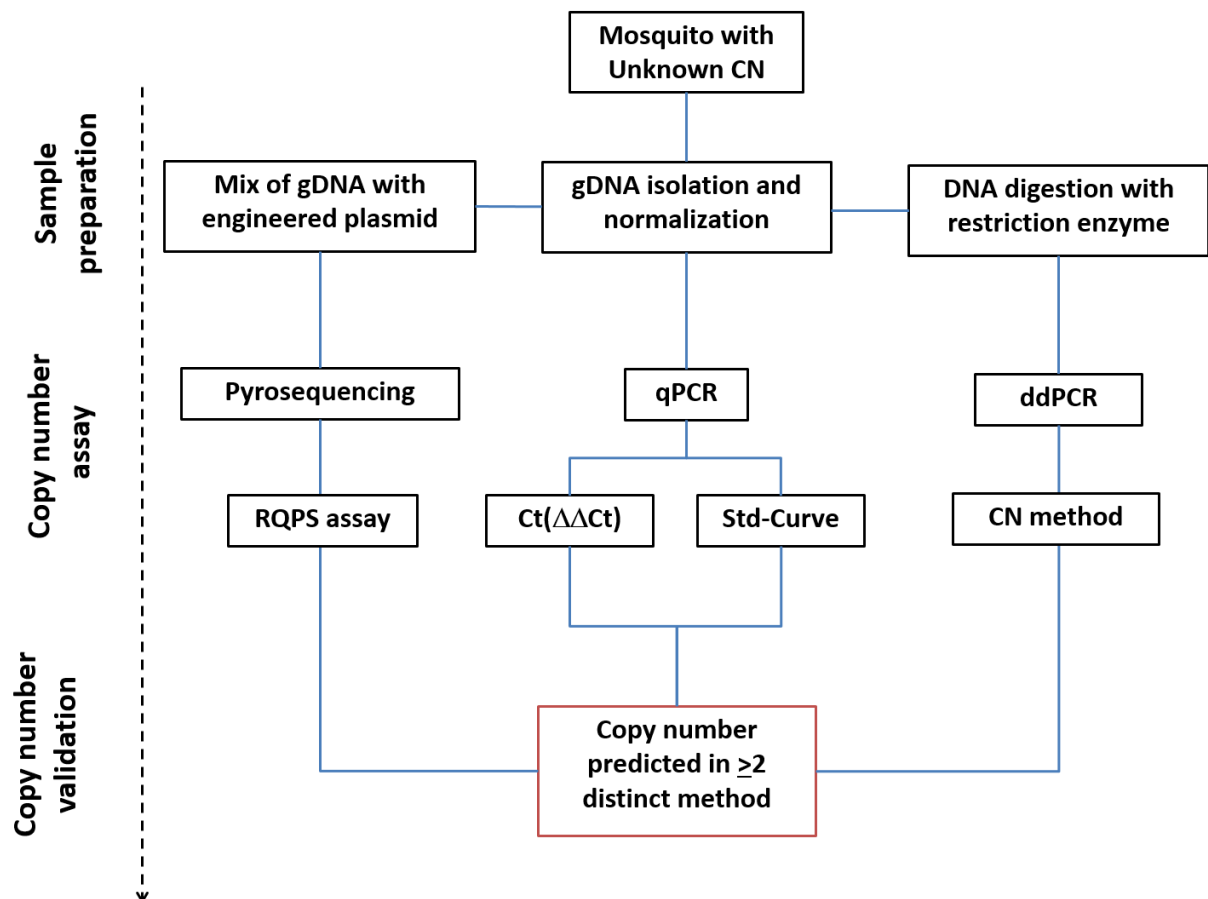 Mosquito with
Unknown CN
Sample
preparation
Mix of gDNA with
engineered plasmid
gDNA isolation and
normalization
DNA digestion with
restriction enzyme
Copy number
assay
Pyrosequencing
qPCR
ddPCR
RQPS assay
Ct(ΔΔCt)
Std-Curve
CN method
Copy number
validation
Copy number
predicted in ≥2
distinct method